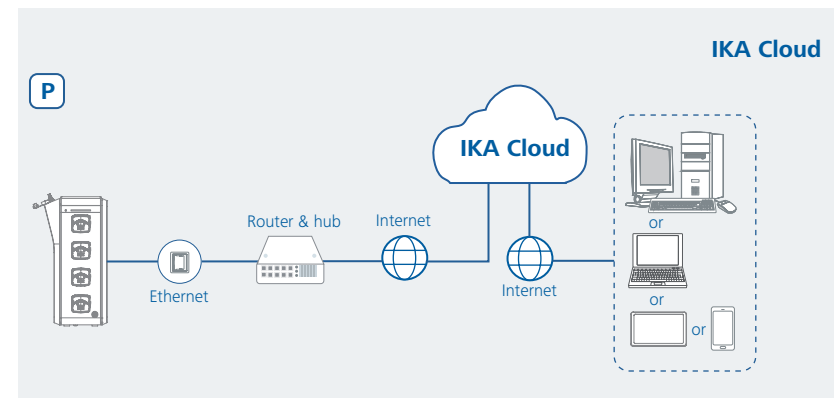 IKA Cloud
P
IKA Cloud
Router & hub
Internet
Ethernet
Internet
or
or
or